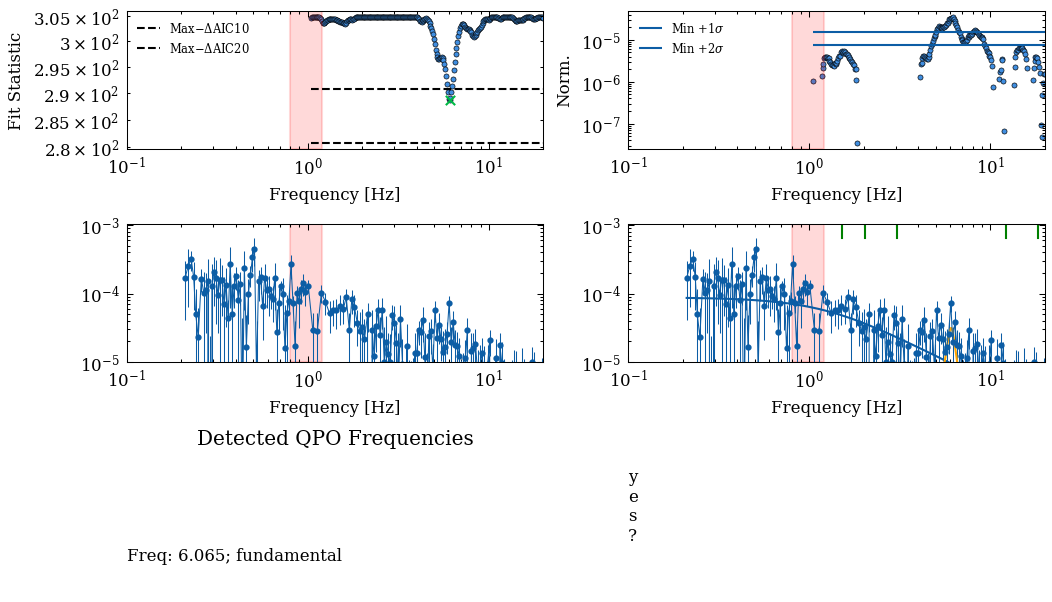 3.05 × 10²
3 × 10²
2.95 × 10²
2.9 × 10²
2.85 × 10²
2.8 × 10²
Fit Statistic
Max−ΔAIC10
Max−ΔAIC20
10⁻¹ 10⁰ 10¹
Frequency [Hz]
10⁻⁵
10⁻⁶
10⁻⁷
Norm.
Min +1σ
Min +2σ
10⁻¹ 10⁰ 10¹
Frequency [Hz]
10⁻³
10⁻⁴
10⁻⁵
10⁻¹ 10⁰ 10¹
Frequency [Hz]
10⁻³
10⁻⁴
10⁻⁵
10⁻¹ 10⁰ 10¹
Frequency [Hz]
Detected QPO Frequencies
Freq: 6.065; fundamental
y
e
s
?